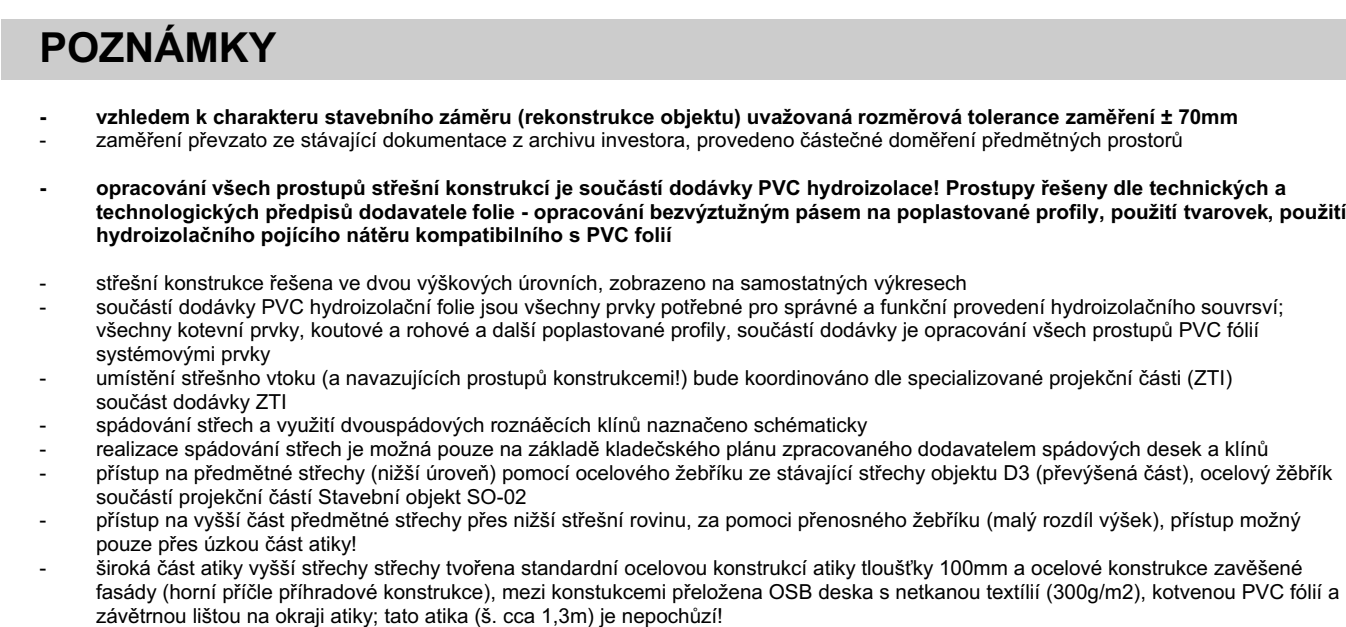 POZNÁMKY
- vzhledem k charakteru stavebního záměru (rekonstrukce objektu) uvažovaná rozměrová tolerance zaměření ± 70mm
- zaměření převzato ze stávající dokumentace z archivu investora, provedeno částečné doměření předmětných prostorů
- opracování všech prostupů střešní konstrukcí je součástí dodávky PVC hydroizolace! Prostupy řešeny dle technických a
technologických předpisů dodavatele folie - opracování bezvýztužným pásem na poplastované profily, použití tvarovek, použití
hydroizolačního pojícího nátěru kompatibilního s PVC folií
- střešní konstrukce řešena ve dvou výškových úrovních, zobrazeno na samostatných výkresech
- součástí dodávky PVC hydroizolační folie jsou všechny prvky potřebné pro správné a funkční provedení hydroizolačního souvrsví;
všechny kotevní prvky, koutové a rohové a další poplastované profily, součástí dodávky je opracování všech prostupů PVC fólií
systémovými prvky
- umístění střešnho vtoku (a navazujících prostupů konstrukcemi!) bude koordinováno dle specializované projekční části (ZTI)
součást dodávky ZTI
- spádování střech a využití dvouspádových roznáěcích klínů naznačeno schématicky
- realizace spádování střech je možná pouze na základě kladečského plánu zpracovaného dodavatelem spádových desek a klínů
- přístup na předmětné střechy (nižší úroveň) pomocí ocelového žebříku ze stávající střechy objektu D3 (převýšená část), ocelový žěbřík
součástí projekční částí Stavební objekt SO-02
- přístup na vyšší část předmětné střechy přes nižší střešní rovinu, za pomoci přenosného žebříku (malý rozdíl výšek), přístup možný
pouze přes úzkou část atiky!
- široká část atiky vyšší střechy střechy tvořena standardní ocelovou konstrukcí atiky tloušťky 100mm a ocelové konstrukce zavěšené
fasády (horní příčle příhradové konstrukce), mezi konstukcemi přeložena OSB deska s netkanou textílií (300g/m2), kotvenou PVC fólií a
závětrnou lištou na okraji atiky; tato atika (š. cca 1,3m) je nepochůzí!